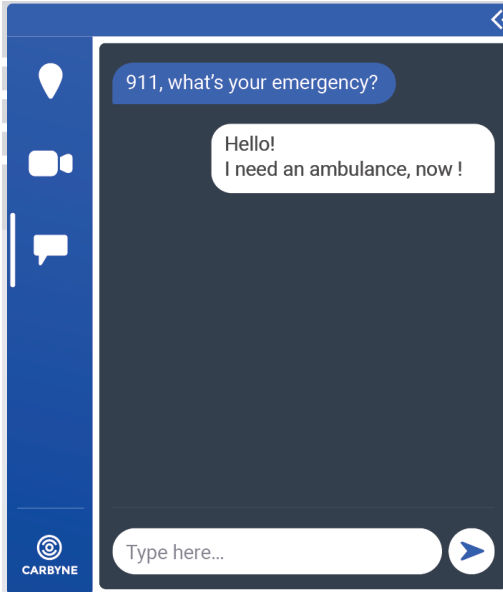 911, what’s your emergency?
Hello!
I need an ambulance, now !
Type here...
CARBYNE